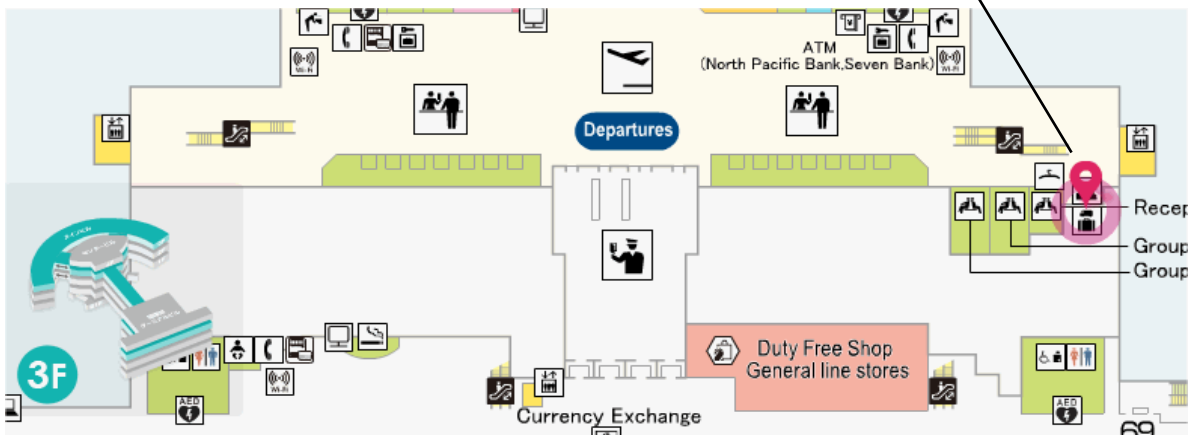 Wi-Fi
ATM
(North Pacific Bank,Seven Bank)
Wi-Fi
Departures
Recep
Group
Group
3F
Wi-Fi
AED
Duty Free Shop
General line stores
Currency Exchange
69